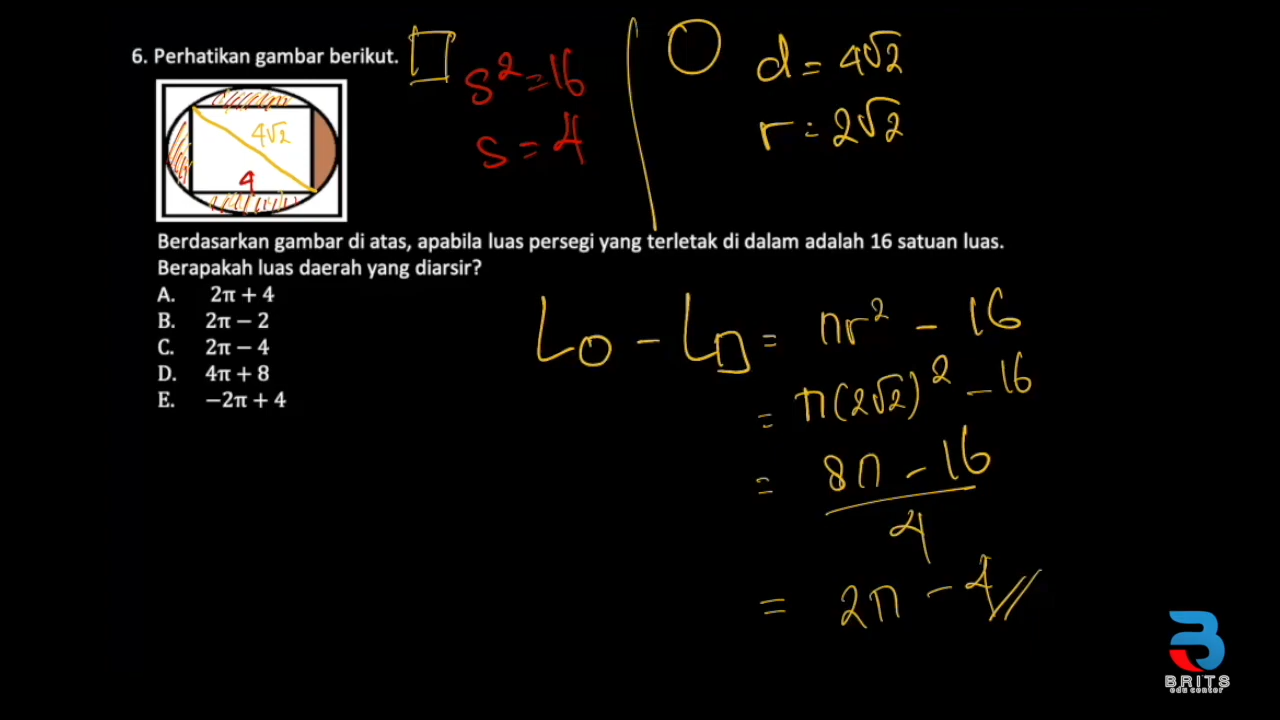 6. Perhatikan gambar berikut.
s² = 16
s = 4
d = 4√2
r = 2√2
4√2
4
Berdasarkan gambar di atas, apabila luas persegi yang terletak di dalam adalah 16 satuan luas.
Berapakah luas daerah yang diarsir?
A. 2π + 4
B. 2π − 2
C. 2π − 4
D. 4π + 8
E. −2π + 4
L○ − L□ = πr² − 16
= π(2√2)² − 16
= 8π − 16
4
= 2π − 4
BRITS
edu center